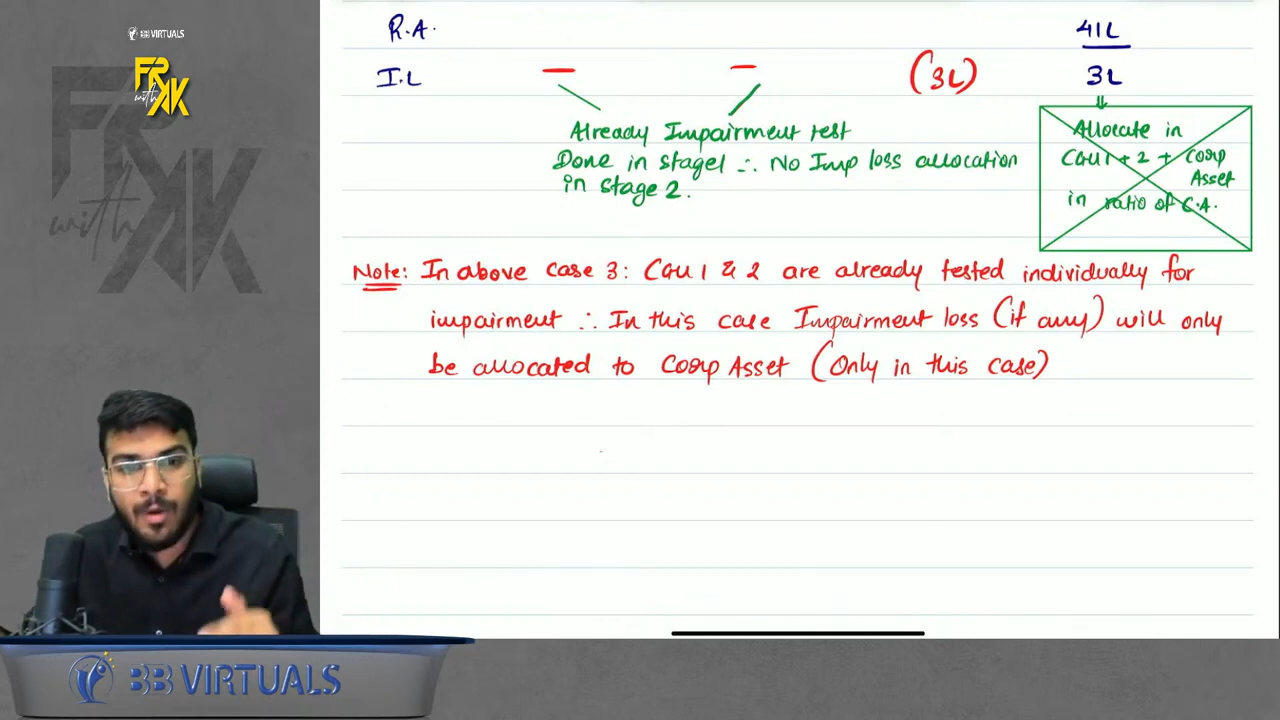 BB VIRTUALS
FR
with
AK
R.A. 41L
I.L — — (3L) 3L
Already Impairment test
Done in stage1 ∴ No Imp loss allocation
in stage 2.
Allocate in
CGU 1 + 2 + Corp
Asset
in ratio of C.A.
Note: In above case 3: CGU 1 & 2 are already tested individually for
impairment ∴ In this case Impairment loss (if any) will only
be allocated to Corp Asset (Only in this case)
BB VIRTUALS